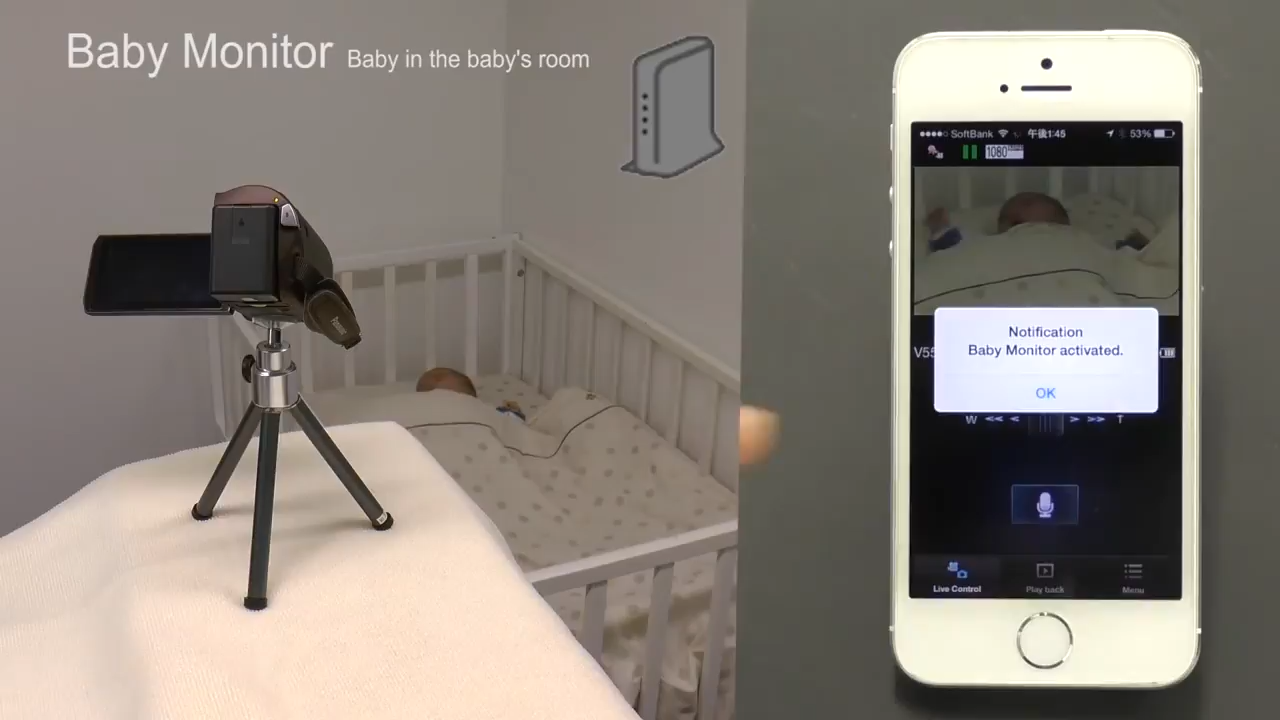 Baby Monitor Baby in the baby's room
SoftBank 午後1:45 53%
1080
Notification
V55
Baby Monitor activated.
OK
W << < > >> T
Live Control Play back Menu